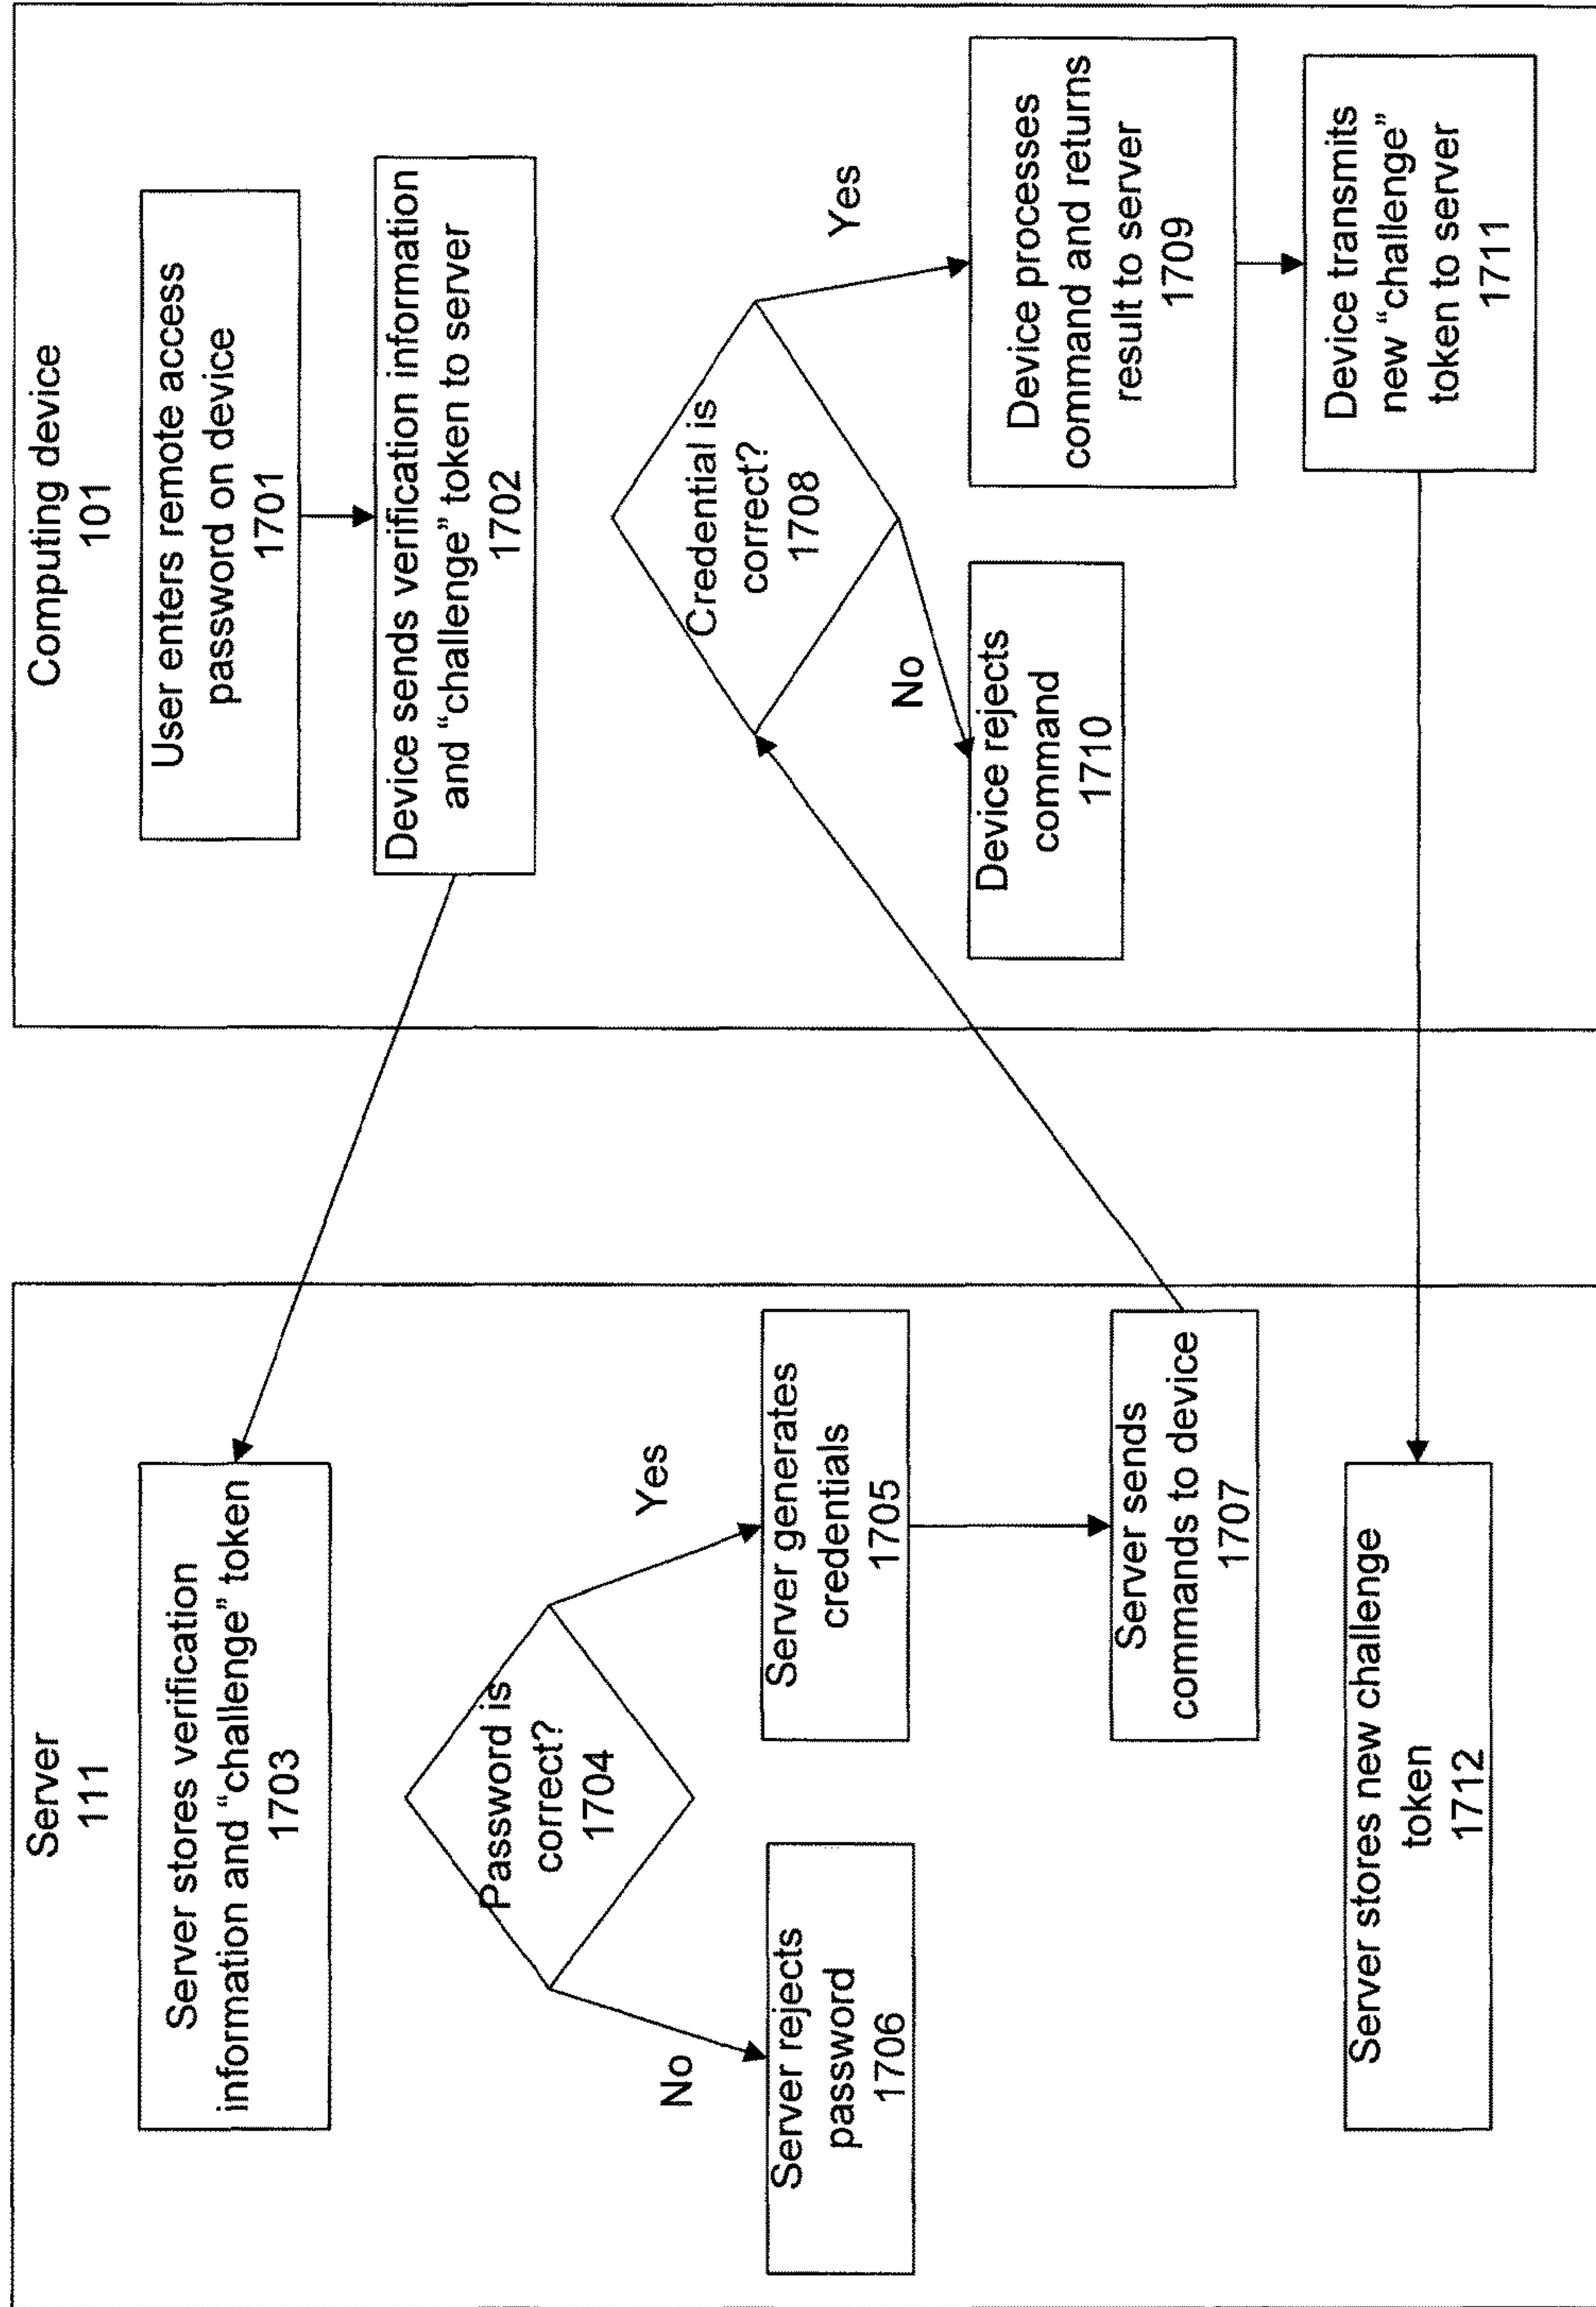 Server
111
Server stores verification
information and “challenge” token
1703
Password is
correct?
1704
Yes
No
Server generates
credentials
1705
Server rejects
password
1706
Server sends
commands to device
1707
Server stores new challenge
token
1712
Computing device
101
User enters remote access
password on device
1701
Device sends verification information
and “challenge” token to server
1702
Credential is
correct?
1708
Yes
No
Device processes
command and returns
result to server
1709
Device rejects
command
1710
Device transmits
new “challenge”
token to server
1711